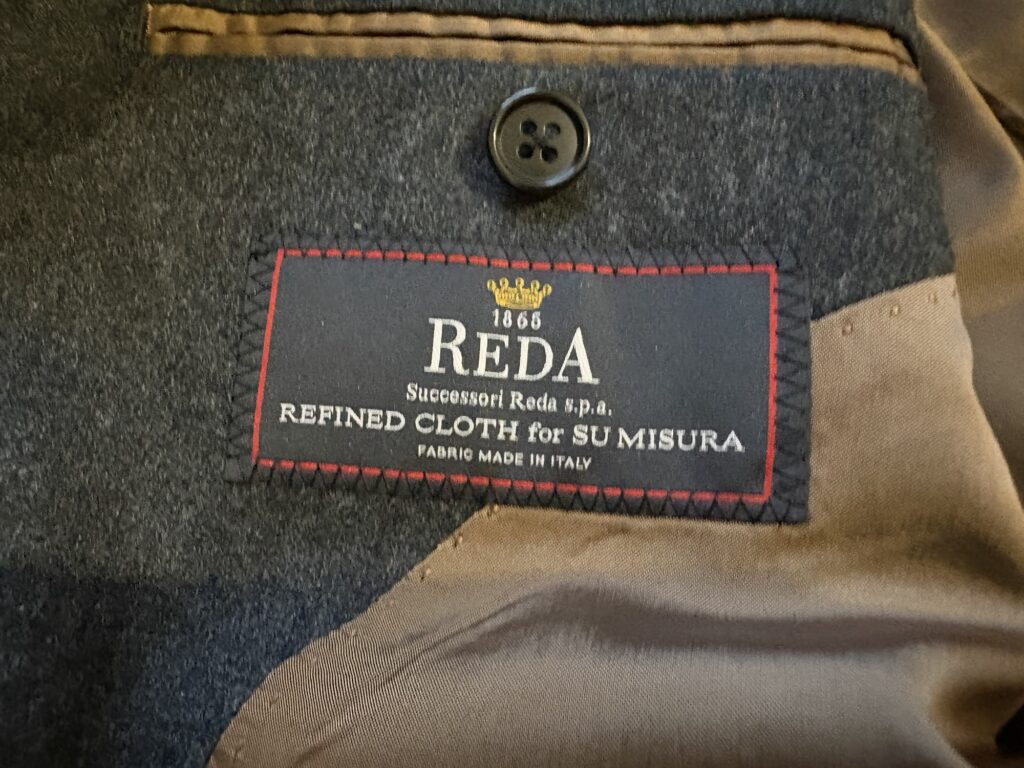 1865
REDA
Successori Reda s.p.a.
REFINED CLOTH for SU MISURA
FABRIC MADE IN ITALY